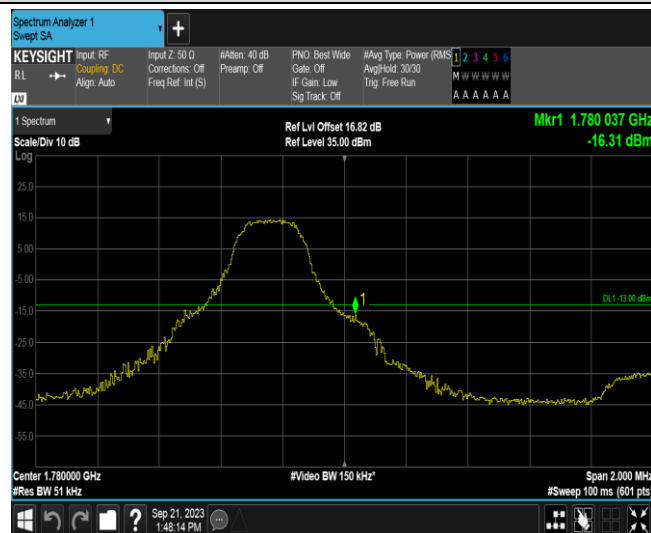 Spectrum Analyzer 1
Swept SA
+
KEYSIGHT
RL
Input: RF
Coupling: DC
Align: Auto
Input Z: 50 Ω
Corrections: Off
Freq Ref: Int (S)
#Atten: 40 dB
Preamp: Off
PNO: Best Wide
Gate: Off
IF Gain: Low
Sig Track: Off
#Avg Type: Power (RMS
Avg|Hold: 30/30
Trig: Free Run
1 2 3 4 5 6
M W W W W W
A A A A A A
LXI
1 Spectrum
Scale/Div 10 dB
Log
Ref Lvl Offset 16.82 dB
Ref Level 35.00 dBm
Mkr1 1.780 037 GHz
-16.31 dBm
25.0
15.0
5.00
-5.00
-15.0
-25.0
-35.0
-45.0
-55.0
1
DL1 -13.00 dBm
Center 1.780000 GHz
#Res BW 51 kHz
#Video BW 150 kHz*
Span 2.000 MHz
#Sweep 100 ms (601 pts)
?
Sep 21, 2023
1:48:14 PM